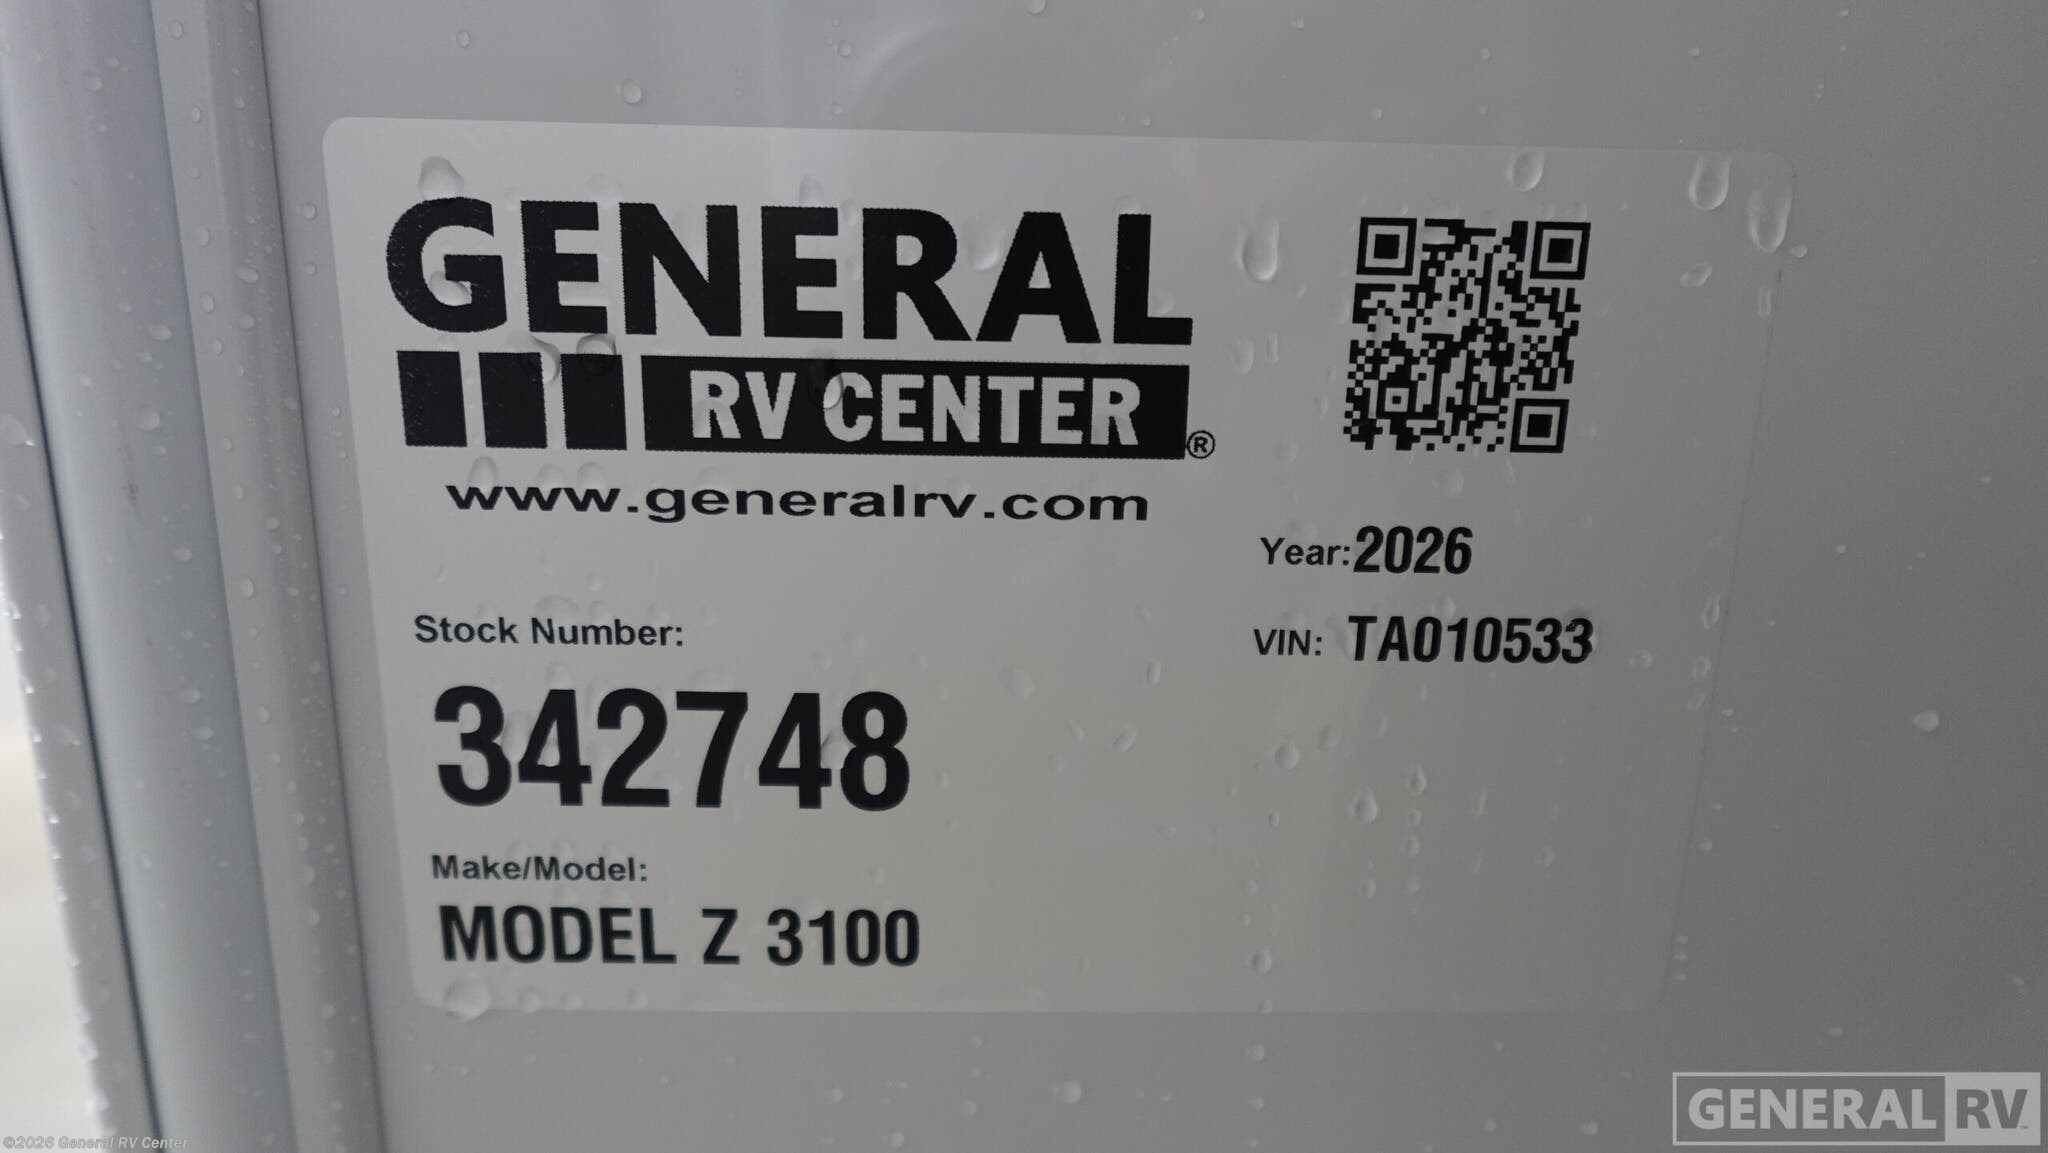 GENERAL
RV CENTER®
www.generalrv.com
Year:2026
Stock Number:
VIN: TA010533
342748
Make/Model:
MODEL Z 3100
GENERAL RV™
©2026 General RV Center